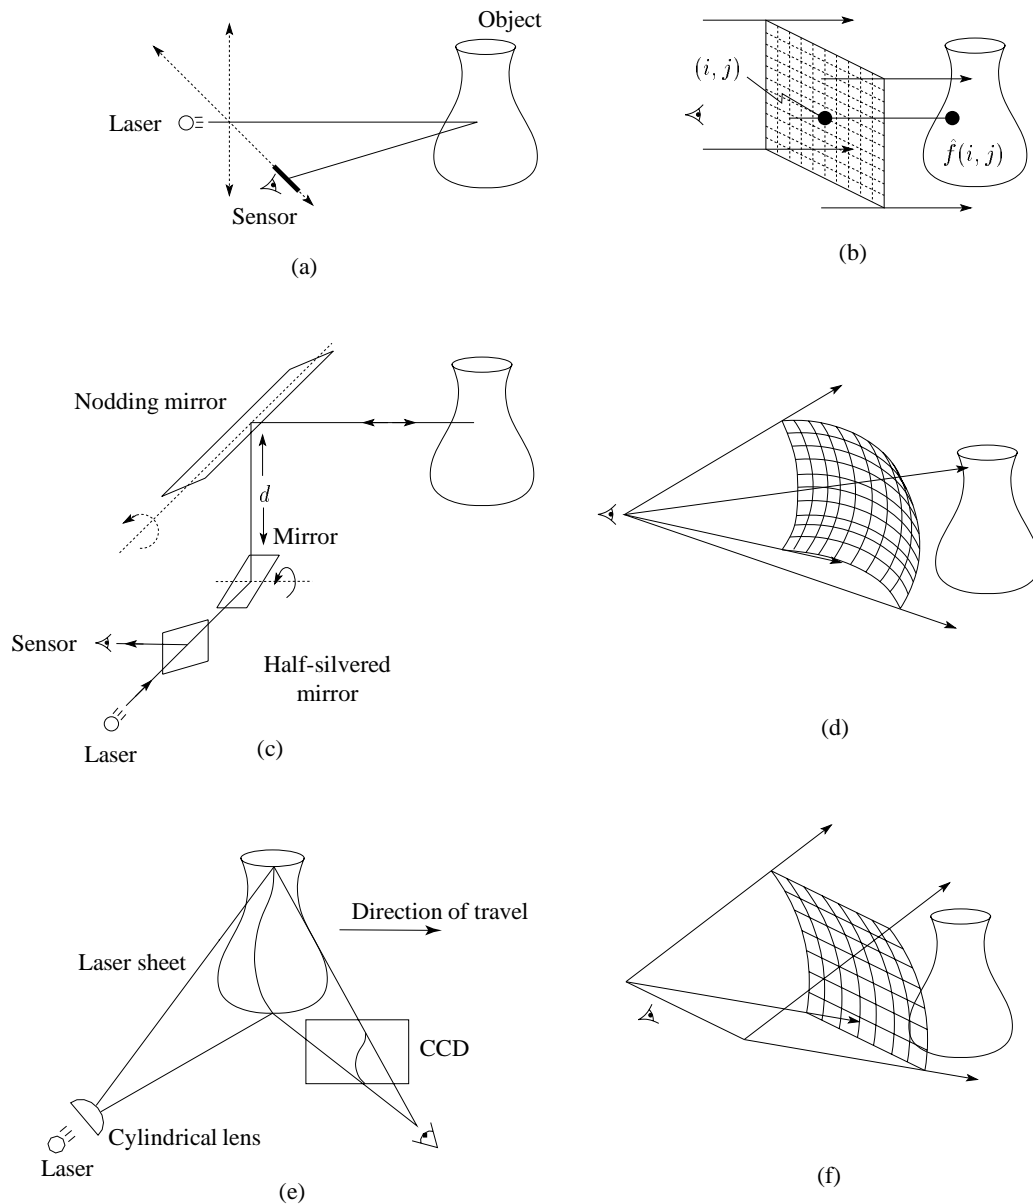 Object
Laser
Sensor
(a)
(i, j)
f̂(i, j)
(b)
Nodding mirror
d
Mirror
Sensor
Half-silvered
mirror
Laser
(c)
(d)
Direction of travel
Laser sheet
CCD
Cylindrical lens
Laser
(e)
(f)